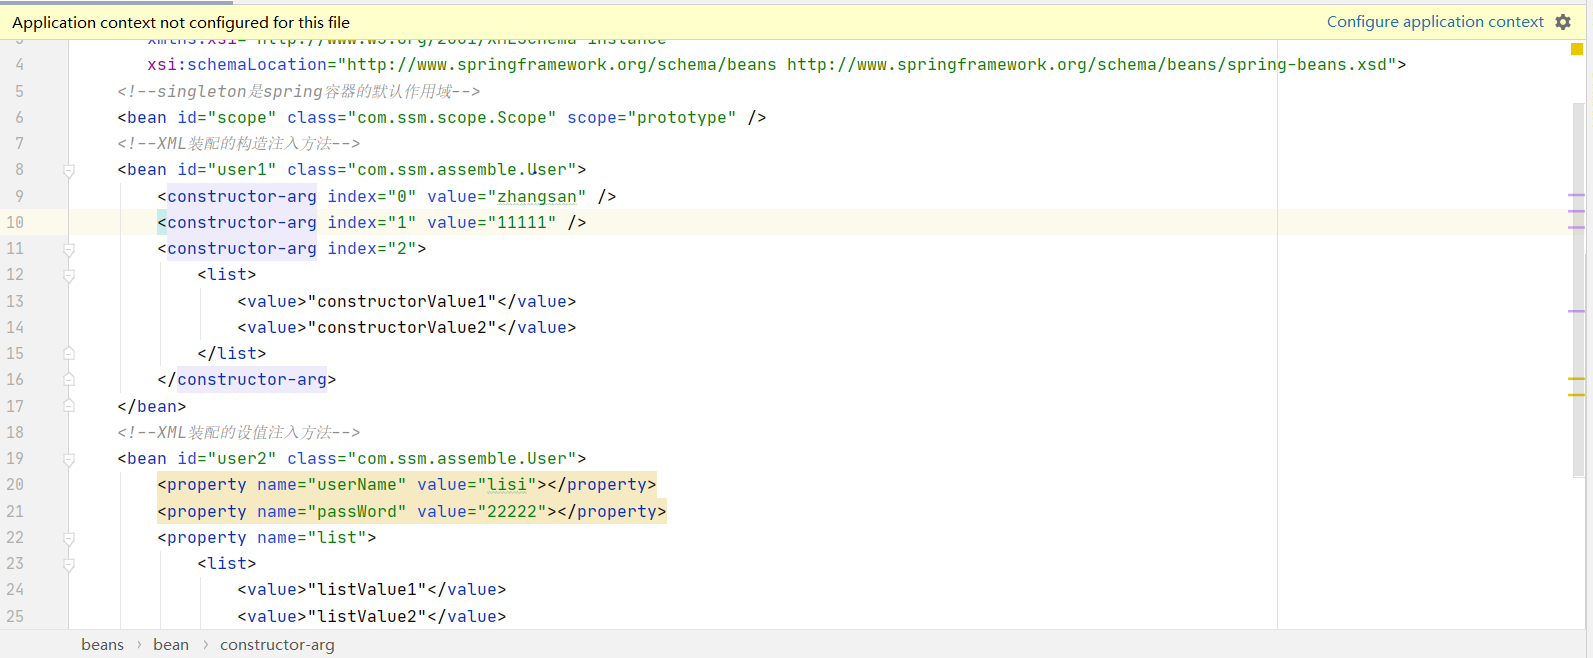 Application context not configured for this file
Configure application context
3 xmlns:xsi="http://www.w3.org/2001/XMLSchema-instance"
4 xsi:schemaLocation="http://www.springframework.org/schema/beans http://www.springframework.org/schema/beans/spring-beans.xsd">
5 <!--singleton是spring容器的默认作用域-->
6 <bean id="scope" class="com.ssm.scope.Scope" scope="prototype" />
7 <!--XML装配的构造注入方法-->
8 <bean id="user1" class="com.ssm.assemble.User">
9 <constructor-arg index="0" value="zhangsan" />
10 <constructor-arg index="1" value="11111" />
11 <constructor-arg index="2">
12 <list>
13 <value>"constructorValue1"</value>
14 <value>"constructorValue2"</value>
15 </list>
16 </constructor-arg>
17 </bean>
18 <!--XML装配的设值注入方法-->
19 <bean id="user2" class="com.ssm.assemble.User">
20 <property name="userName" value="lisi"></property>
21 <property name="passWord" value="22222"></property>
22 <property name="list">
23 <list>
24 <value>"listValue1"</value>
25 <value>"listValue2"</value>
beans › bean › constructor-arg